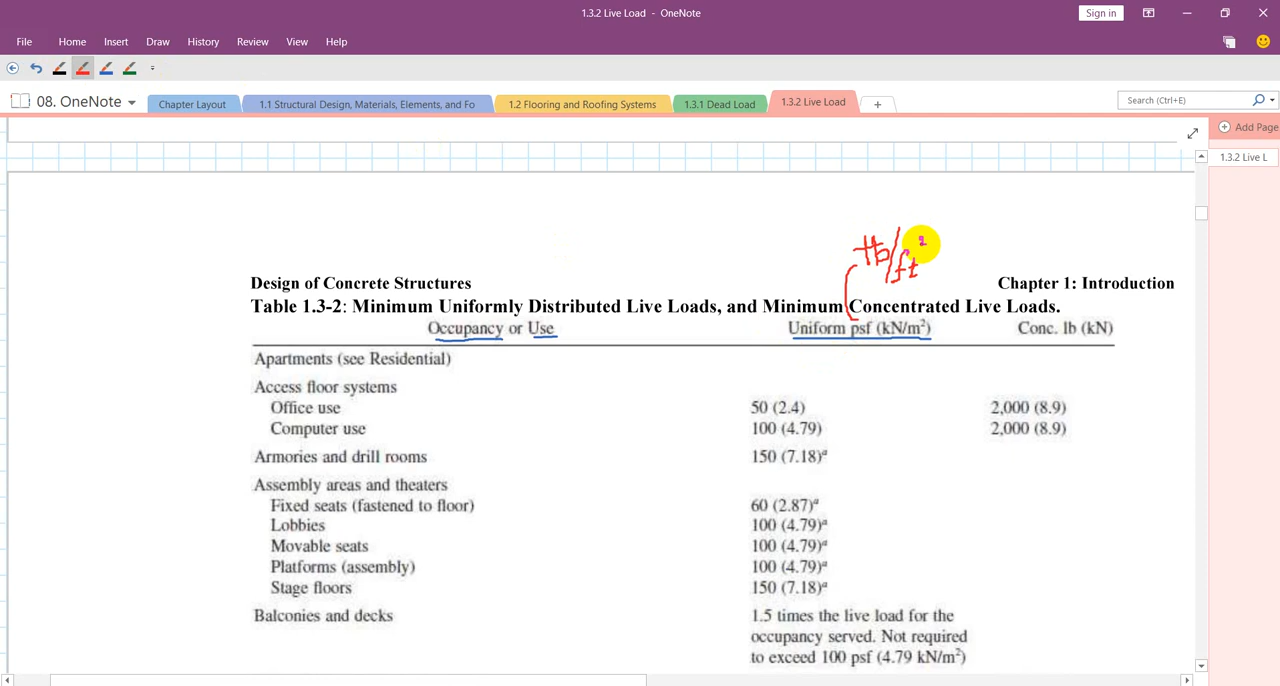 1.3.2 Live Load - OneNote
Sign in
File Home Insert Draw History Review View Help
08. OneNote Chapter Layout 1.1 Structural Design, Materials, Elements, and Fo 1.2 Flooring and Roofing Systems 1.3.1 Dead Load 1.3.2 Live Load +
Search (Ctrl+E)
Add Page
1.3.2 Live L
lb/ft²
Design of Concrete Structures Chapter 1: Introduction
Table 1.3-2: Minimum Uniformly Distributed Live Loads, and Minimum Concentrated Live Loads.
Occupancy or Use Uniform psf (kN/m²) Conc. lb (kN)
Apartments (see Residential)
Access floor systems
Office use 50 (2.4) 2,000 (8.9)
Computer use 100 (4.79) 2,000 (8.9)
Armories and drill rooms 150 (7.18)ᵃ
Assembly areas and theaters
Fixed seats (fastened to floor) 60 (2.87)ᵃ
Lobbies 100 (4.79)ᵃ
Movable seats 100 (4.79)ᵃ
Platforms (assembly) 100 (4.79)ᵃ
Stage floors 150 (7.18)ᵃ
Balconies and decks 1.5 times the live load for the
occupancy served. Not required
to exceed 100 psf (4.79 kN/m²)